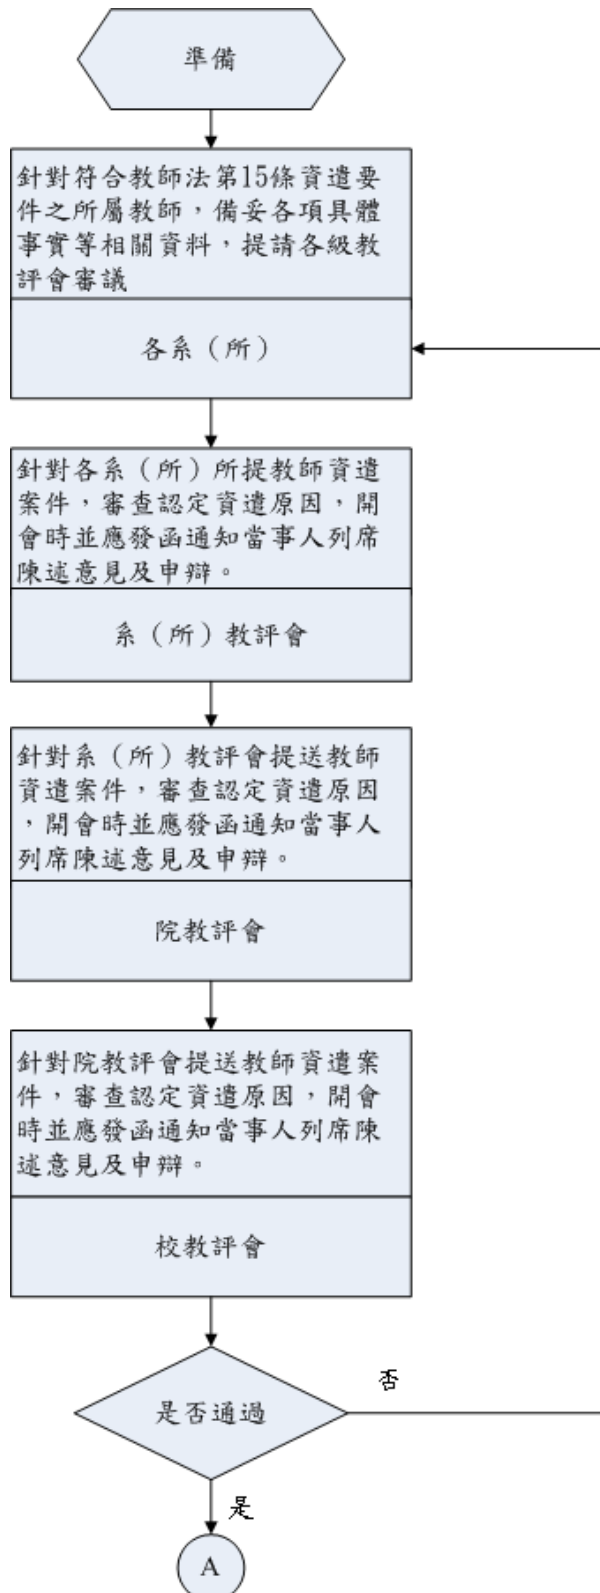 準備
針對符合教師法第15條資遣要
件之所屬教師，備妥各項具體
事實等相關資料，提請各級教
評會審議
各系（所）
針對各系（所）所提教師資遣
案件，審查認定資遣原因，開
會時並應發函通知當事人列席
陳述意見及申辯。
系（所）教評會
針對系（所）教評會提送教師
資遣案件，審查認定資遣原因
，開會時並應發函通知當事人
列席陳述意見及申辯。
院教評會
針對院教評會提送教師資遣案
件，審查認定資遣原因，開會
時並應發函通知當事人列席陳
述意見及申辯。
校教評會
是否通過
否
是
A